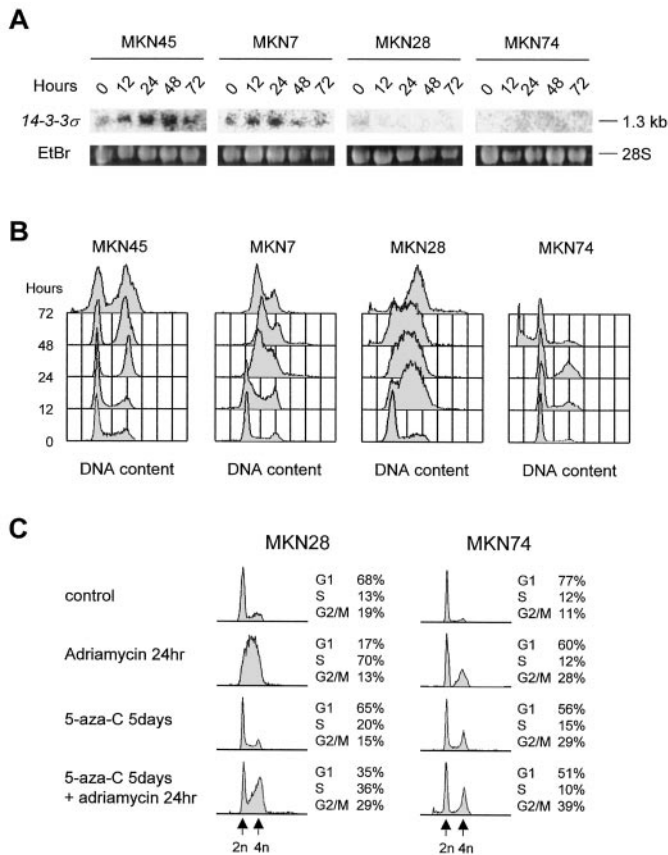 A
MKN45 MKN7 MKN28 MKN74
Hours 0 12 24 48 72 0 12 24 48 72 0 12 24 48 72 0 12 24 48 72
14-3-3σ 1.3 kb
EtBr 28S
B
MKN45 MKN7 MKN28 MKN74
Hours
72
48
24
12
0
DNA content DNA content DNA content DNA content
C
MKN28 MKN74
control
G1 68% G1 77%
S 13% S 12%
G2/M 19% G2/M 11%
Adriamycin 24hr
G1 17% G1 60%
S 70% S 12%
G2/M 13% G2/M 28%
5-aza-C 5days
G1 65% G1 56%
S 20% S 15%
G2/M 15% G2/M 29%
5-aza-C 5days
+ adriamycin 24hr
G1 35% G1 51%
S 36% S 10%
G2/M 29% G2/M 39%
2n 4n 2n 4n